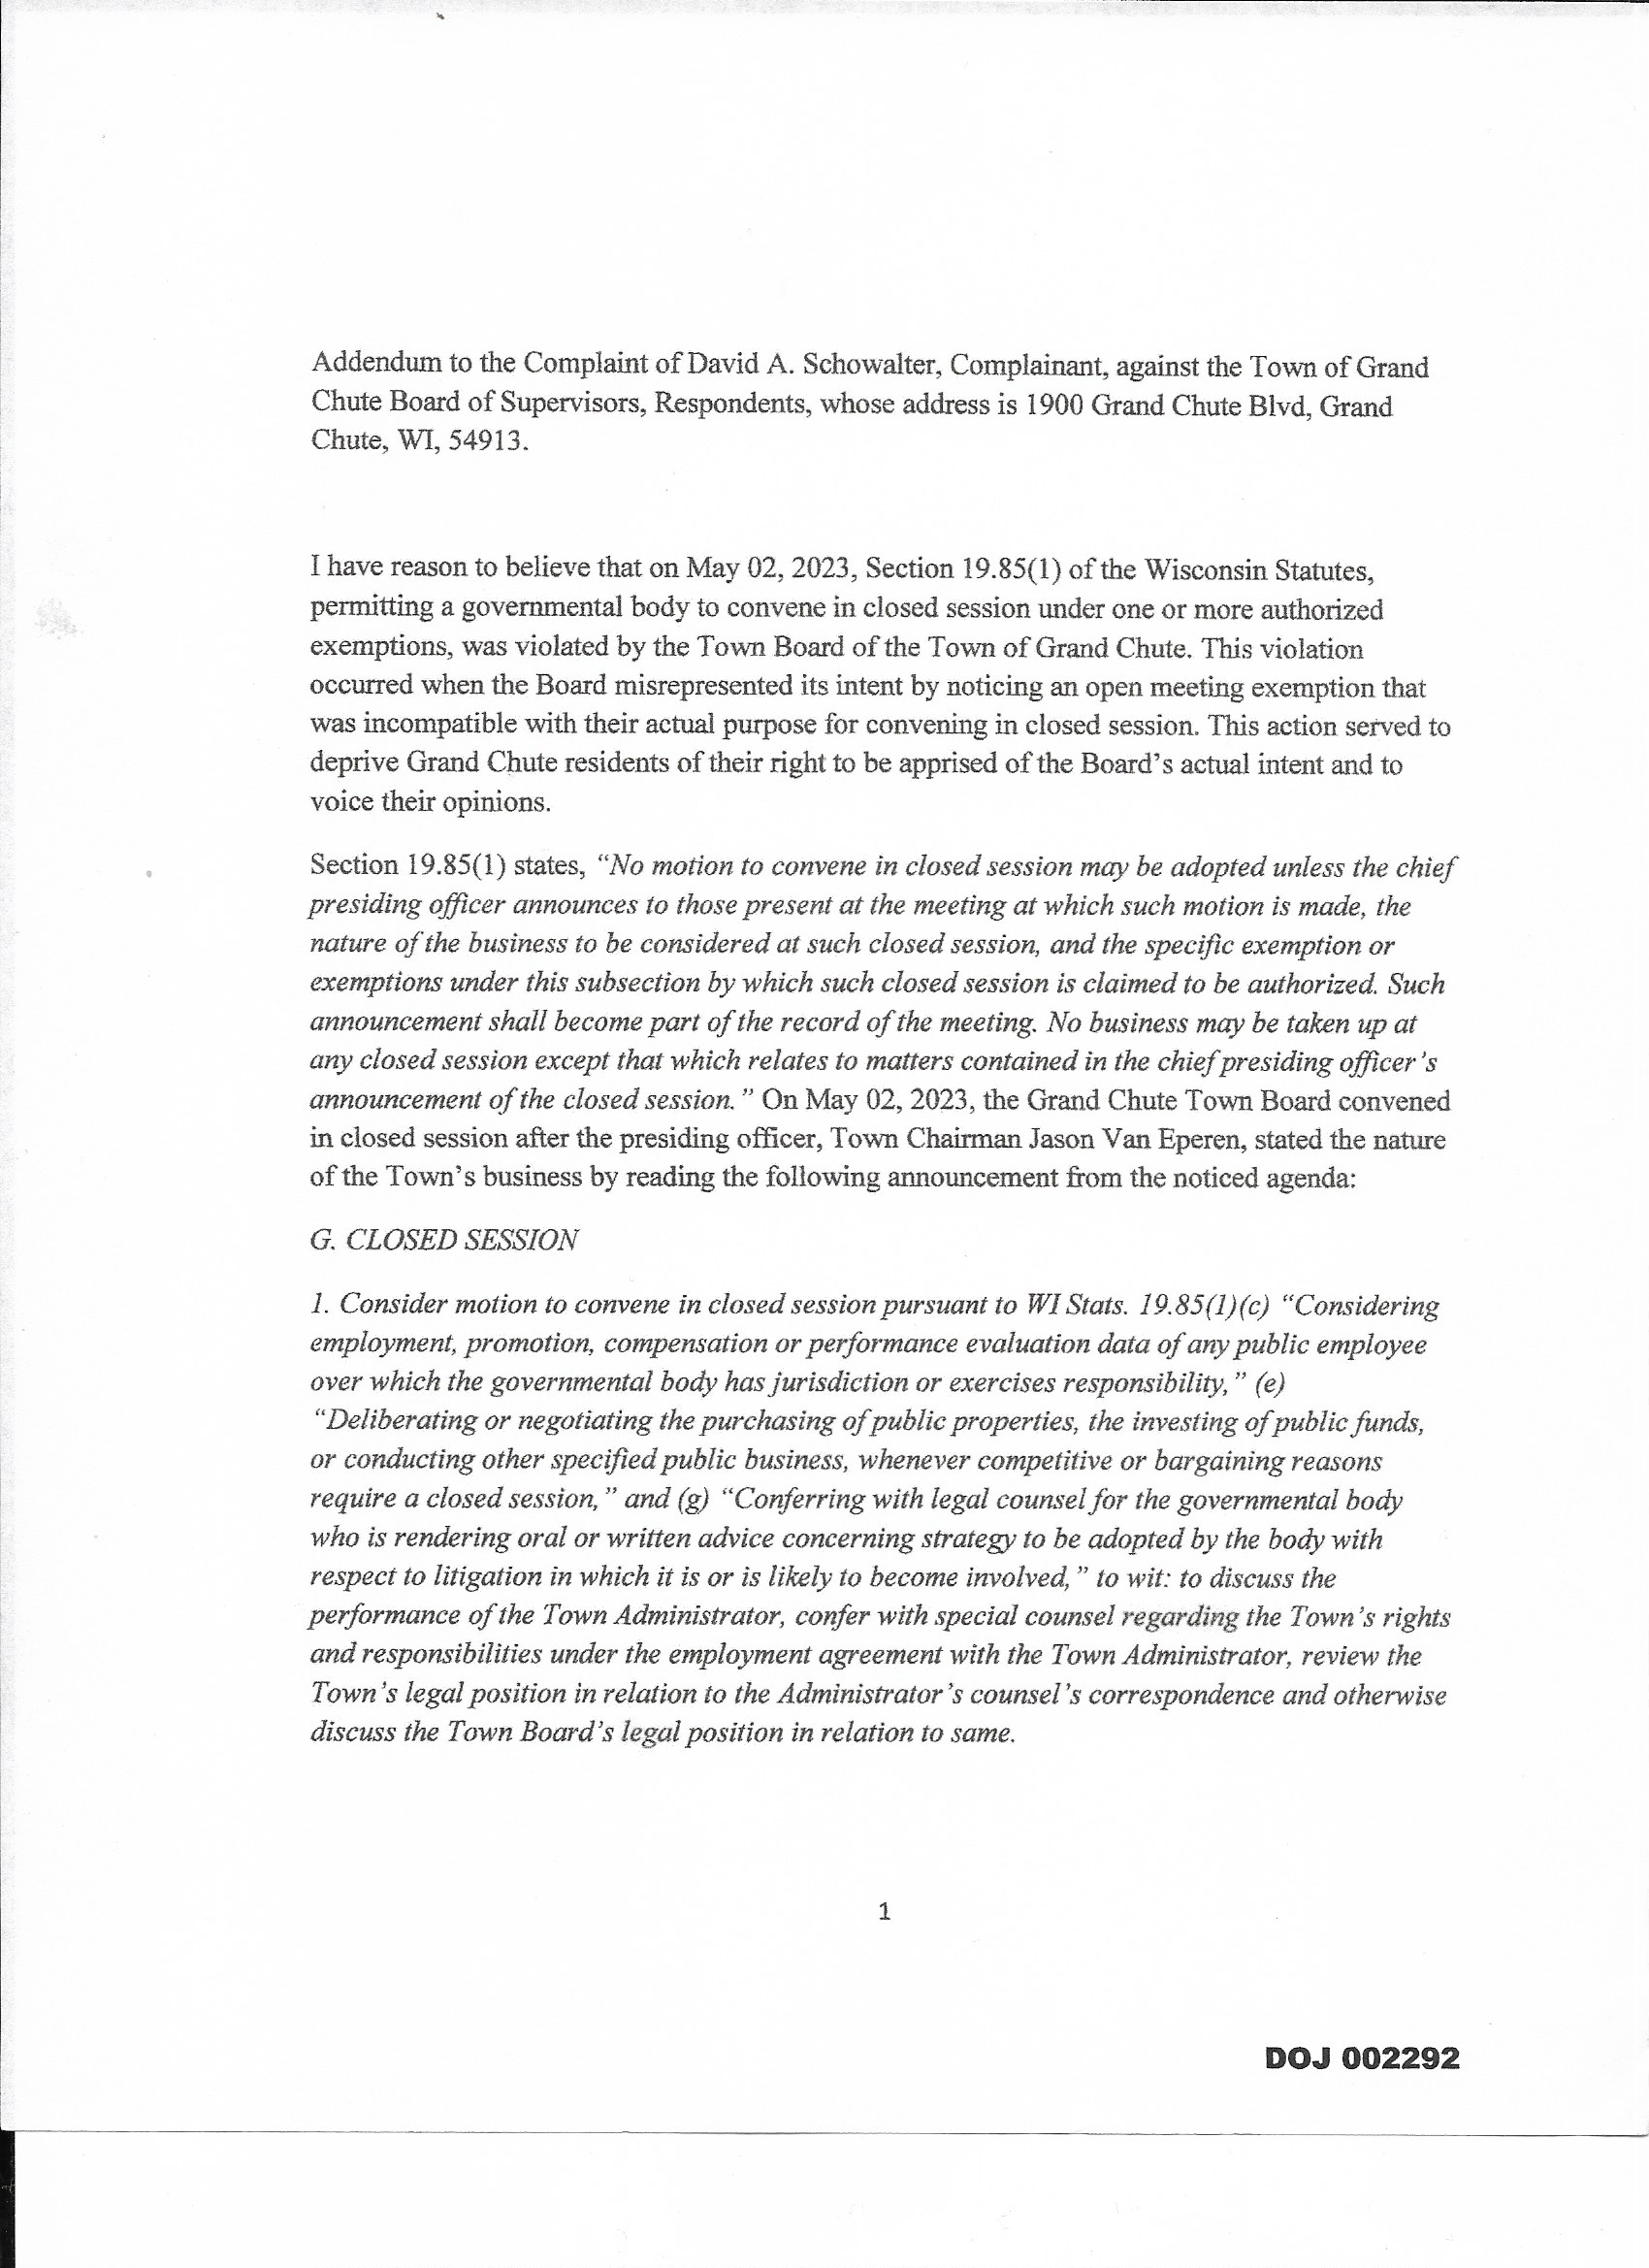 Addendum to the Complaint of David A. Schowalter, Complainant, against the Town of Grand
Chute Board of Supervisors, Respondents, whose address is 1900 Grand Chute Blvd, Grand
Chute, WI, 54913.
I have reason to believe that on May 02, 2023, Section 19.85(1) of the Wisconsin Statutes,
permitting a governmental body to convene in closed session under one or more authorized
exemptions, was violated by the Town Board of the Town of Grand Chute. This violation
occurred when the Board misrepresented its intent by noticing an open meeting exemption that
was incompatible with their actual purpose for convening in closed session. This action served to
deprive Grand Chute residents of their right to be apprised of the Board's actual intent and to
voice their opinions.
Section 19.85(1) states, "No motion to convene in closed session may be adopted unless the chief
presiding officer announces to those present at the meeting at which such motion is made, the
nature of the business to be considered at such closed session, and the specific exemption or
exemptions under this subsection by which such closed session is claimed to be authorized. Such
announcement shall become part of the record of the meeting. No business may be taken up at
any closed session except that which relates to matters contained in the chief presiding officer's
announcement of the closed session." On May 02, 2023, the Grand Chute Town Board convened
in closed session after the presiding officer, Town Chairman Jason Van Eperen, stated the nature
of the Town's business by reading the following announcement from the noticed agenda:
G. CLOSED SESSION
1. Consider motion to convene in closed session pursuant to WI Stats. 19.85(1)(c) "Considering
employment, promotion, compensation or performance evaluation data of any public employee
over which the governmental body has jurisdiction or exercises responsibility," (e)
"Deliberating or negotiating the purchasing of public properties, the investing of public funds,
or conducting other specified public business, whenever competitive or bargaining reasons
require a closed session," and (g) "Conferring with legal counsel for the governmental body
who is rendering oral or written advice concerning strategy to be adopted by the body with
respect to litigation in which it is or is likely to become involved," to wit: to discuss the
performance of the Town Administrator, confer with special counsel regarding the Town's rights
and responsibilities under the employment agreement with the Town Administrator, review the
Town's legal position in relation to the Administrator's counsel's correspondence and otherwise
discuss the Town Board's legal position in relation to same.
1
DOJ 002292